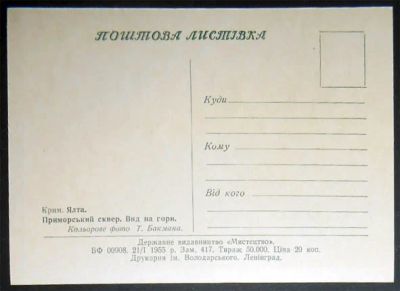 ПОШТОВА ЛИСТІВКА
Куди
Кому
Від кого
Крим. Ялта.
Приморський сквер. Вид на гори.
Кольорове фото Т. Бакмана.
Державне видавництво «Мистецтво».
БФ 00908. 21/I 1955 р. Зам. 417. Тираж 50.000. Ціна 20 коп.
Друкарня ім. Володарського. Ленінград.